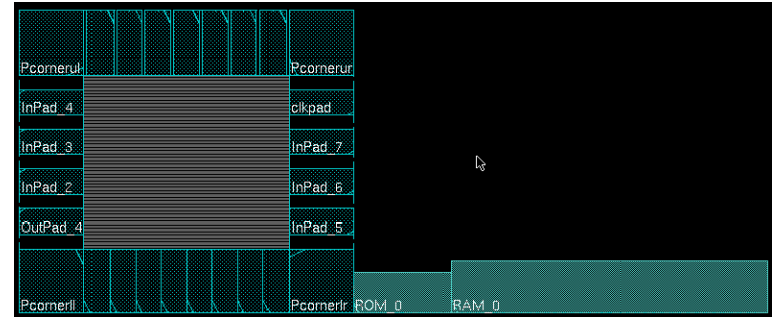 Pcornerul Pcornerur
InPad_4 clkpad
InPad_3 InPad_7
InPad_2 InPad_6
OutPad_4 InPad_5
Pcornerll Pcornerlr ROM_0 RAM_0